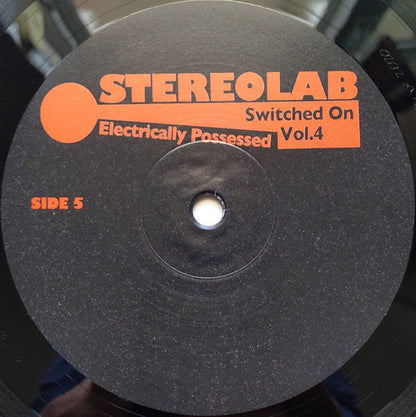 STEREOLAB
Switched On
Electrically Possessed
Vol.4
SIDE 5